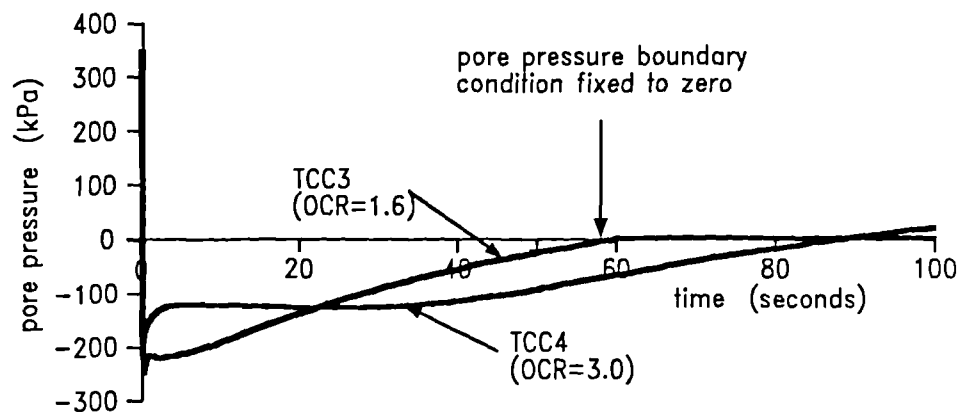 400
300
200
100
0
-100
-200
-300
pore pressure (kPa)
pore pressure boundary
condition fixed to zero
TCC3
(OCR=1.6)
0
20
40
60
80
100
time (seconds)
TCC4
(OCR=3.0)